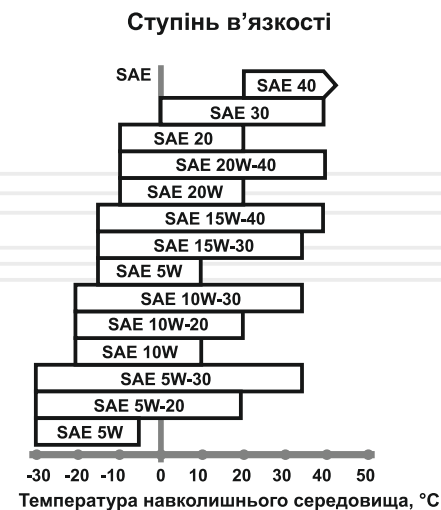 Ступінь в’язкості
SAE
SAE 40
SAE 30
SAE 20
SAE 20W-40
SAE 20W
SAE 15W-40
SAE 15W-30
SAE 5W
SAE 10W-30
SAE 10W-20
SAE 10W
SAE 5W-30
SAE 5W-20
SAE 5W
-30 -20 -10 0 10 20 30 40 50
Температура навколишнього середовища, °C